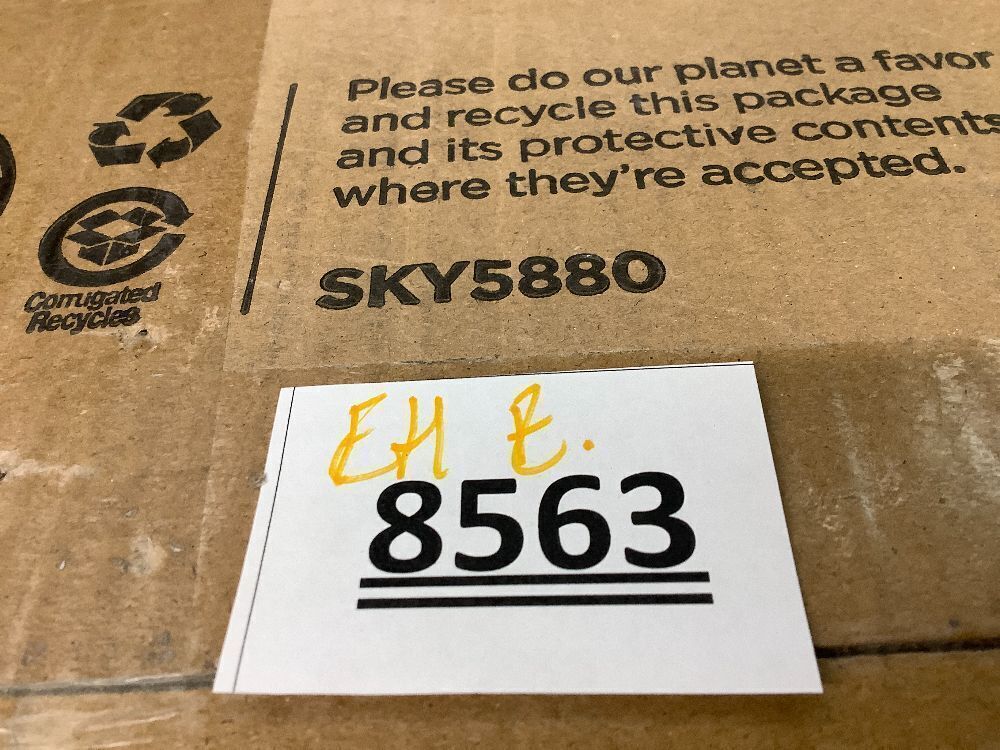 Please do our planet a favor
and recycle this package
and its protective contents
where they're accepted.
SKY5880
Corrugated
Recycles
EH E.
8563